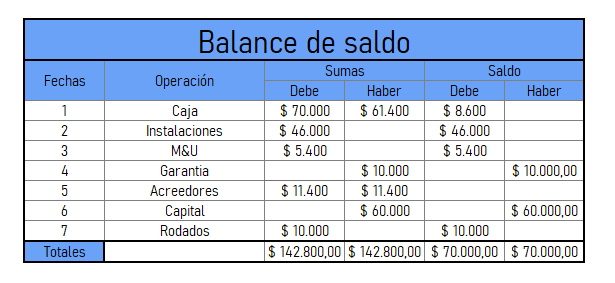 Balance de saldo
Fechas Operación Sumas Saldo
Debe Haber Debe Haber
1 Caja $ 70.000 $ 61.400 $ 8.600
2 Instalaciones $ 46.000 $ 46.000
3 M&U $ 5.400 $ 5.400
4 Garantia $ 10.000 $ 10.000,00
5 Acreedores $ 11.400 $ 11.400
6 Capital $ 60.000 $ 60.000,00
7 Rodados $ 10.000 $ 10.000
Totales $ 142.800,00 $ 142.800,00 $ 70.000,00 $ 70.000,00